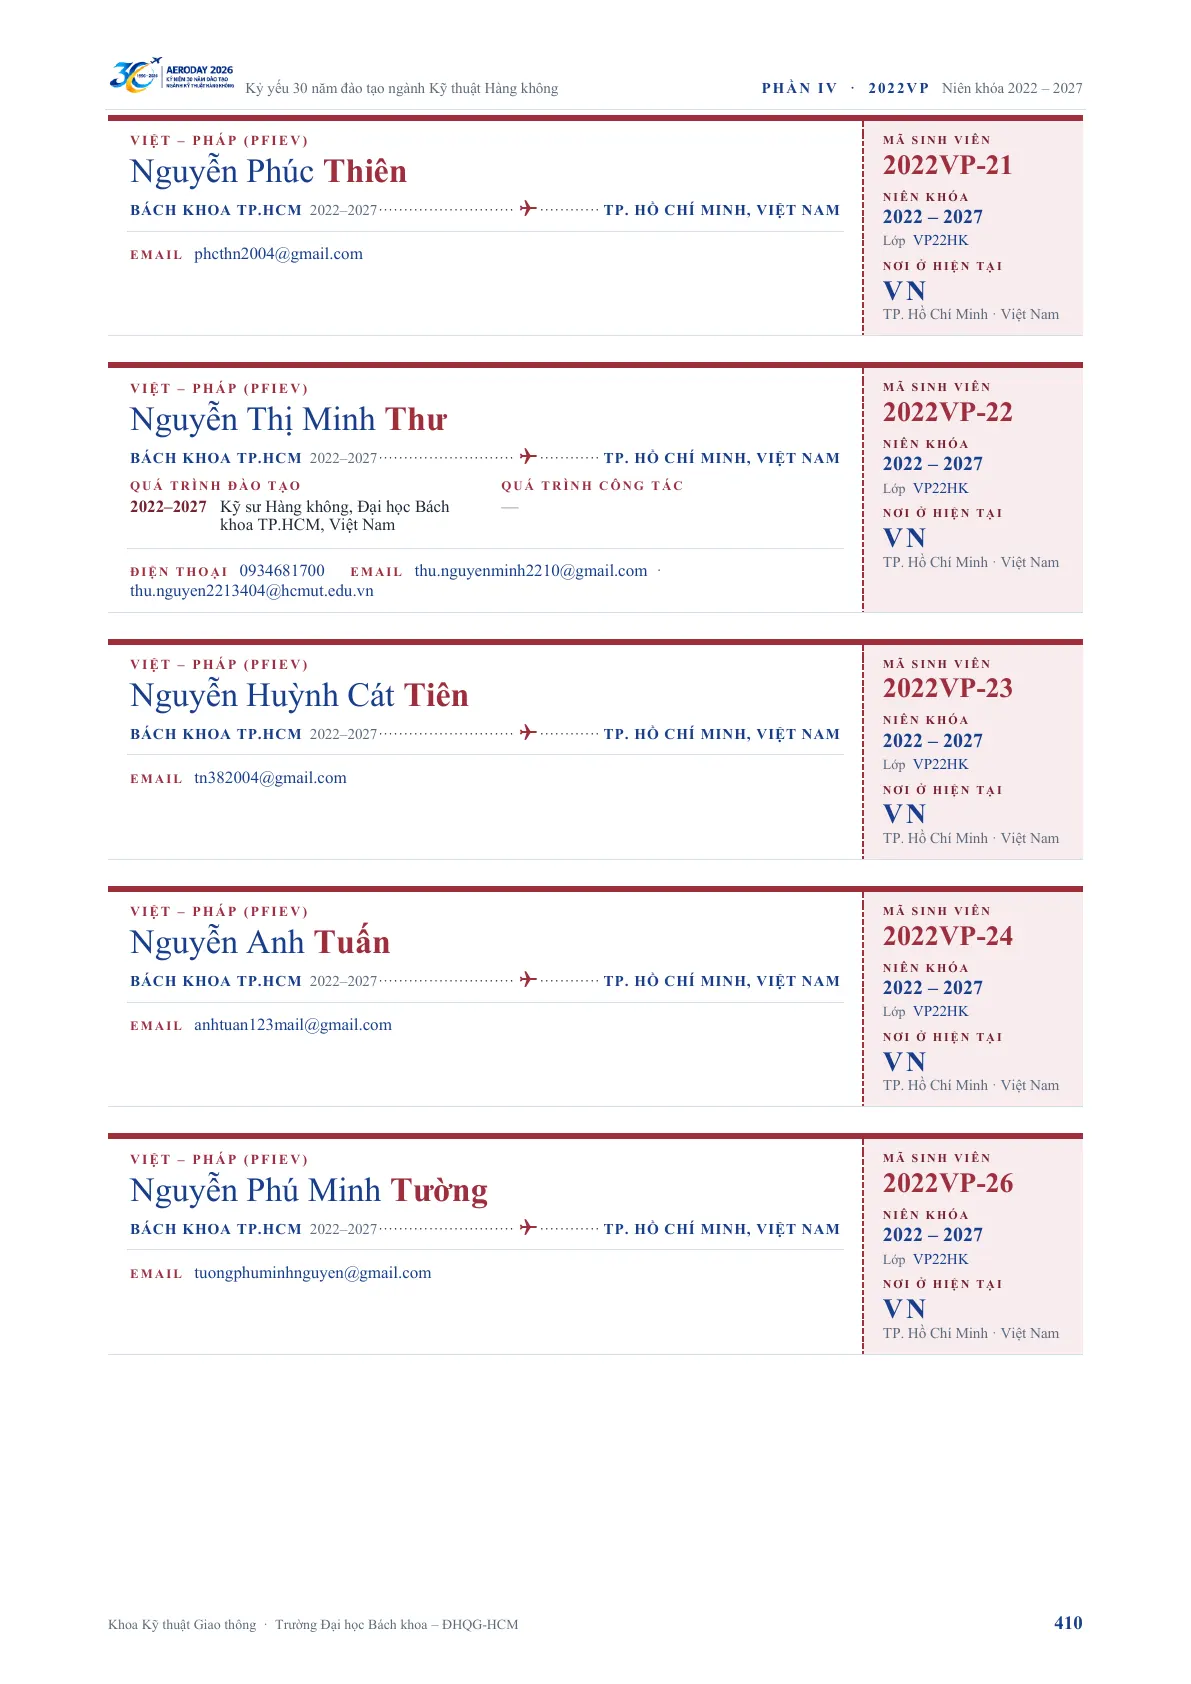 30
1996 - 2026
AERODAY 2026
KỶ NIỆM 30 NĂM ĐÀO TẠO
NGÀNH KỸ THUẬT HÀNG KHÔNG
Kỷ yếu 30 năm đào tạo ngành Kỹ thuật Hàng không
PHẦN IV · 2022VP Niên khóa 2022 – 2027
VIỆT – PHÁP (PFIEV)
Nguyễn Phúc Thiên
BÁCH KHOA TP.HCM 2022–2027 TP. HỒ CHÍ MINH, VIỆT NAM
EMAIL phcthn2004@gmail.com
MÃ SINH VIÊN
2022VP-21
NIÊN KHÓA
2022 – 2027
Lớp VP22HK
NƠI Ở HIỆN TẠI
VN
TP. Hồ Chí Minh · Việt Nam
VIỆT – PHÁP (PFIEV)
Nguyễn Thị Minh Thư
BÁCH KHOA TP.HCM 2022–2027 TP. HỒ CHÍ MINH, VIỆT NAM
QUÁ TRÌNH ĐÀO TẠO
2022–2027 Kỹ sư Hàng không, Đại học Bách
khoa TP.HCM, Việt Nam
QUÁ TRÌNH CÔNG TÁC
—
ĐIỆN THOẠI 0934681700 EMAIL thu.nguyenminh2210@gmail.com ·
thu.nguyen2213404@hcmut.edu.vn
MÃ SINH VIÊN
2022VP-22
NIÊN KHÓA
2022 – 2027
Lớp VP22HK
NƠI Ở HIỆN TẠI
VN
TP. Hồ Chí Minh · Việt Nam
VIỆT – PHÁP (PFIEV)
Nguyễn Huỳnh Cát Tiên
BÁCH KHOA TP.HCM 2022–2027 TP. HỒ CHÍ MINH, VIỆT NAM
EMAIL tn382004@gmail.com
MÃ SINH VIÊN
2022VP-23
NIÊN KHÓA
2022 – 2027
Lớp VP22HK
NƠI Ở HIỆN TẠI
VN
TP. Hồ Chí Minh · Việt Nam
VIỆT – PHÁP (PFIEV)
Nguyễn Anh Tuấn
BÁCH KHOA TP.HCM 2022–2027 TP. HỒ CHÍ MINH, VIỆT NAM
EMAIL anhtuan123mail@gmail.com
MÃ SINH VIÊN
2022VP-24
NIÊN KHÓA
2022 – 2027
Lớp VP22HK
NƠI Ở HIỆN TẠI
VN
TP. Hồ Chí Minh · Việt Nam
VIỆT – PHÁP (PFIEV)
Nguyễn Phú Minh Tường
BÁCH KHOA TP.HCM 2022–2027 TP. HỒ CHÍ MINH, VIỆT NAM
EMAIL tuongphuminhnguyen@gmail.com
MÃ SINH VIÊN
2022VP-26
NIÊN KHÓA
2022 – 2027
Lớp VP22HK
NƠI Ở HIỆN TẠI
VN
TP. Hồ Chí Minh · Việt Nam
Khoa Kỹ thuật Giao thông · Trường Đại học Bách khoa – ĐHQG-HCM
410